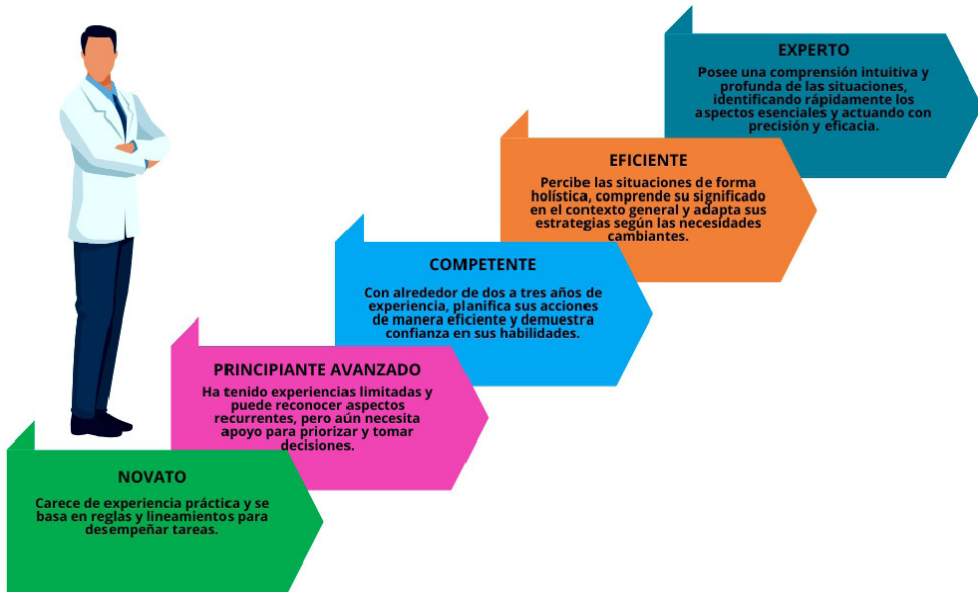 EXPERTO
Posee una comprensión intuitiva y
profunda de las situaciones,
identificando rápidamente los
aspectos esenciales y actuando con
precisión y eficacia.
EFICIENTE
Percibe las situaciones de forma
holística, comprende su significado
en el contexto general y adapta sus
estrategias según las necesidades
cambiantes.
COMPETENTE
Con alrededor de dos a tres años de
experiencia, planifica sus acciones
de manera eficiente y demuestra
confianza en sus habilidades.
PRINCIPIANTE AVANZADO
Ha tenido experiencias limitadas y
puede reconocer aspectos
recurrentes, pero aún necesita
apoyo para priorizar y tomar
decisiones.
NOVATO
Carece de experiencia práctica y se
basa en reglas y lineamientos para
desempeñar tareas.